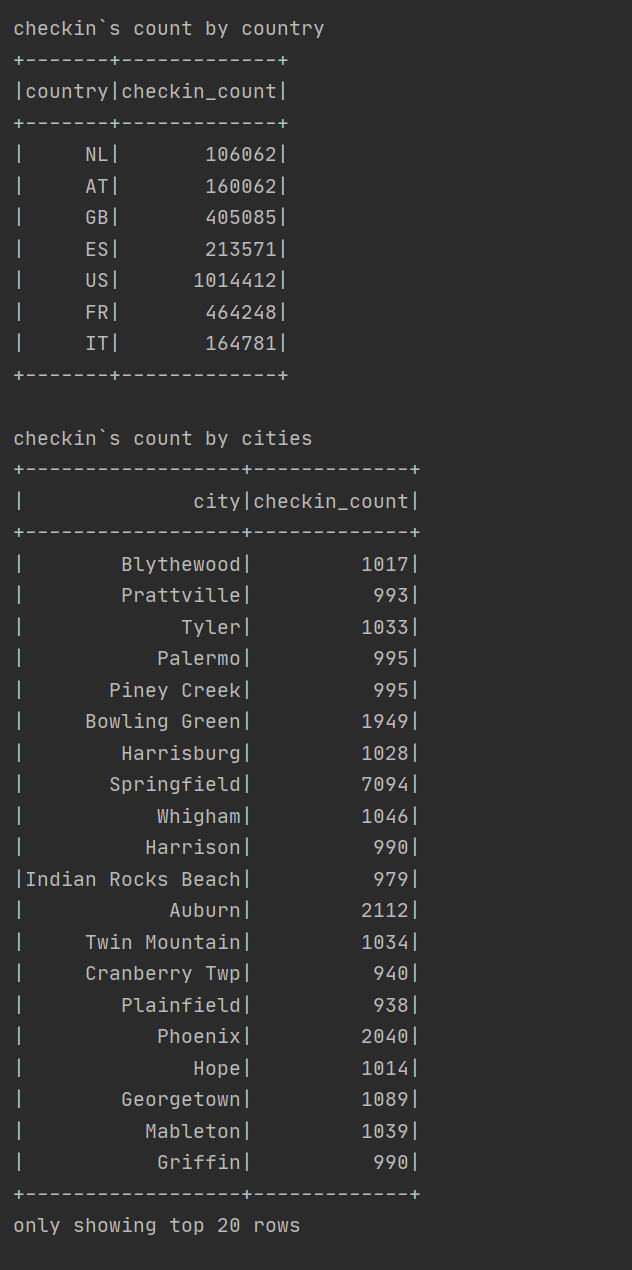 checkin`s count by country
+-------+-------------+
|country|checkin_count|
+-------+-------------+
|     NL|       106062|
|     AT|       160062|
|     GB|       405085|
|     ES|       213571|
|     US|      1014412|
|     FR|       464248|
|     IT|       164781|
+-------+-------------+

checkin`s count by cities
+------------------+-------------+
|              city|checkin_count|
+------------------+-------------+
|        Blythewood|         1017|
|        Prattville|          993|
|             Tyler|         1033|
|           Palermo|          995|
|       Piney Creek|          995|
|     Bowling Green|         1949|
|        Harrisburg|         1028|
|       Springfield|         7094|
|           Whigham|         1046|
|          Harrison|          990|
|Indian Rocks Beach|          979|
|            Auburn|         2112|
|     Twin Mountain|         1034|
|     Cranberry Twp|          940|
|        Plainfield|          938|
|           Phoenix|         2040|
|              Hope|         1014|
|        Georgetown|         1089|
|          Mableton|         1039|
|           Griffin|          990|
+------------------+-------------+
only showing top 20 rows